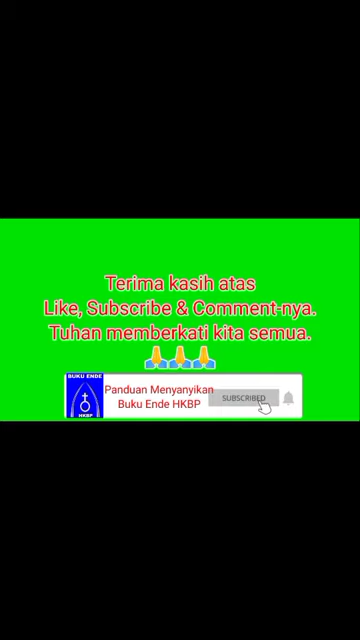 Terima kasih atas
Like, Subscribe & Comment-nya.
Tuhan memberkati kita semua.
🙏🙏🙏
BUKU ENDE
HKBP
Panduan Menyanyikan
Buku Ende HKBP
SUBSCRIBED